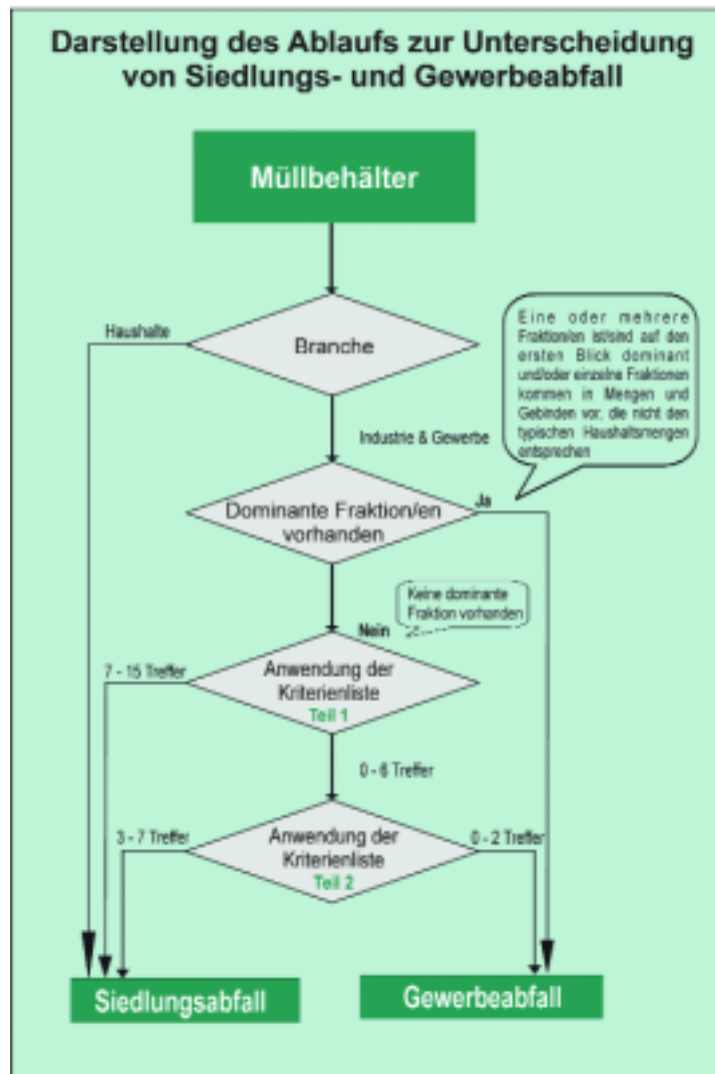 Darstellung des Ablaufs zur Unterscheidung
von Siedlungs- und Gewerbeabfall
Müllbehälter
Haushalte
Branche
Eine oder mehrere
Fraktion/en ist/sind auf den
ersten Blick dominant
und/oder einzelne Fraktionen
kommen in Mengen und
Gebinden vor, die nicht den
typischen Haushaltsmengen
entsprechen
Industrie & Gewerbe
Dominante Fraktion/en
vorhanden
Ja
Keine dominante
Fraktion vorhanden
Nein
7 - 15 Treffer
Anwendung der
Kriterienliste
Teil 1
0 - 6 Treffer
3 - 7 Treffer
Anwendung der
Kriterienliste
Teil 2
0 - 2 Treffer
Siedlungsabfall
Gewerbeabfall